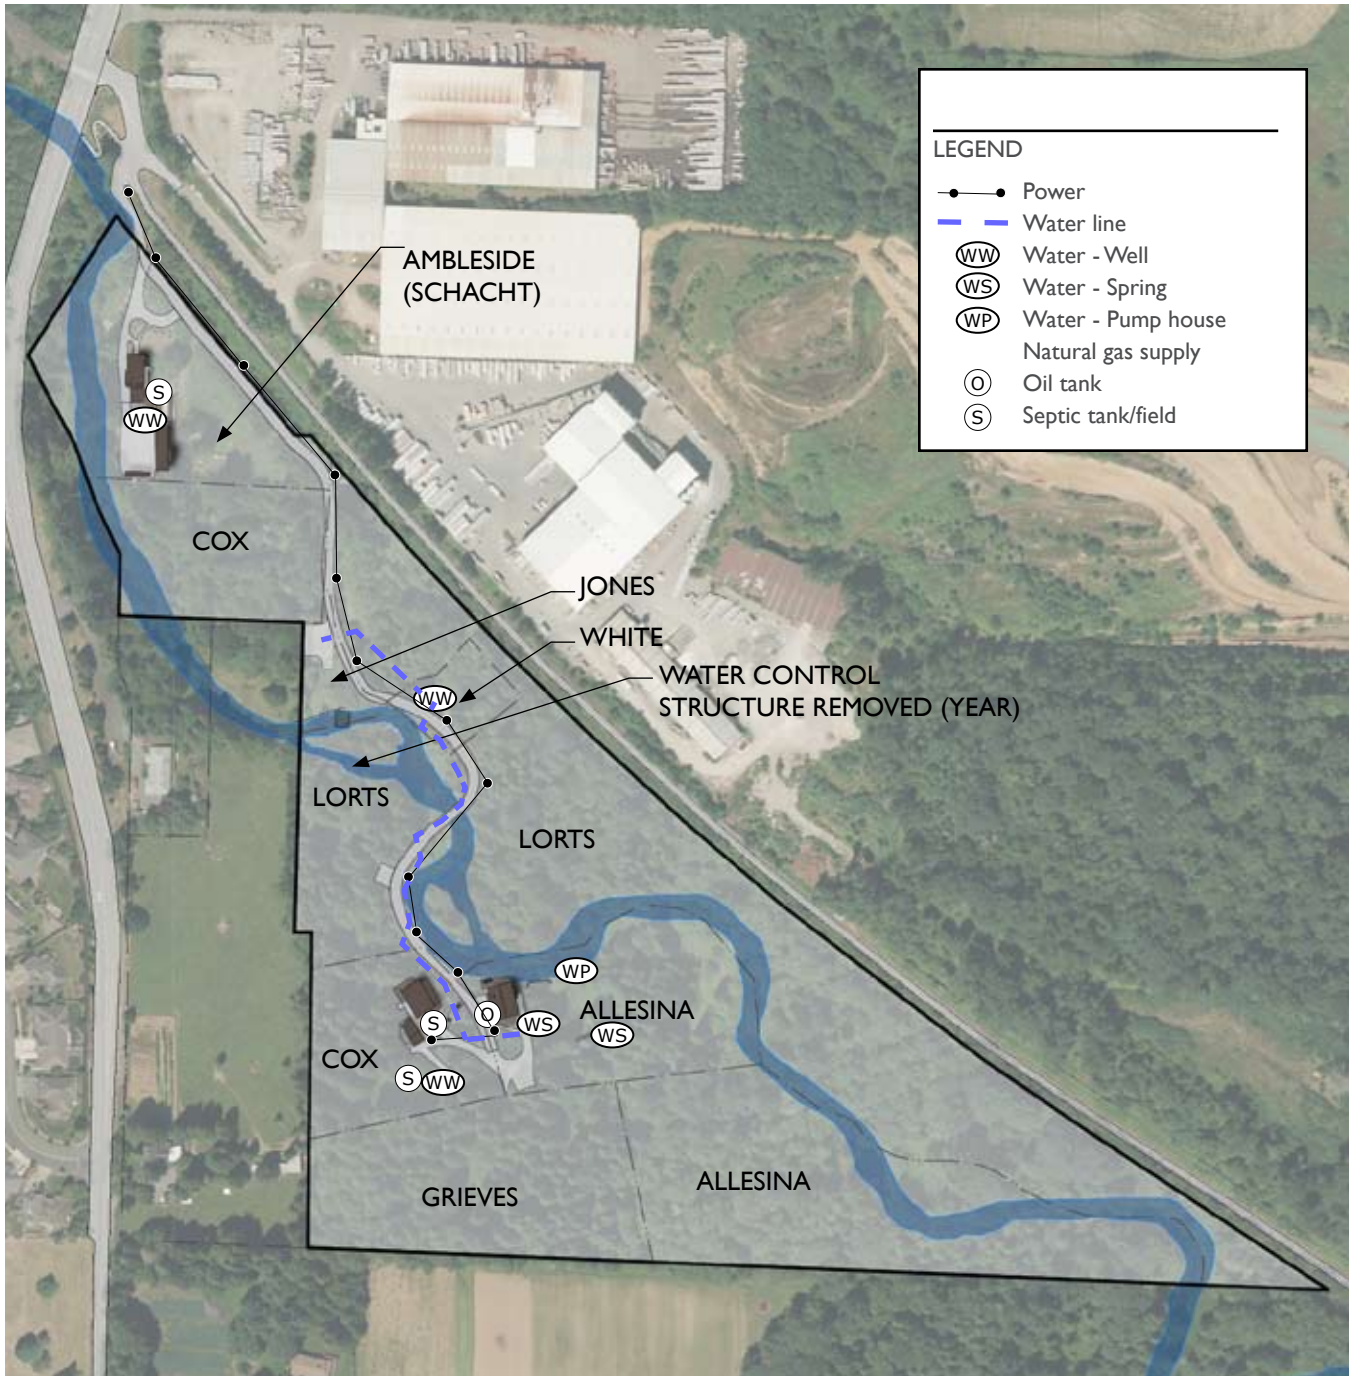 LEGEND
Power
Water line
WW Water - Well
WS Water - Spring
WP Water - Pump house
Natural gas supply
O Oil tank
S Septic tank/field
AMBLESIDE
(SCHACHT)
S
WW
COX
JONES
WHITE
WW
WATER CONTROL
STRUCTURE REMOVED (YEAR)
LORTS
LORTS
WP
ALLESINA
O
S
WS
WS
COX
S
WW
ALLESINA
GRIEVES